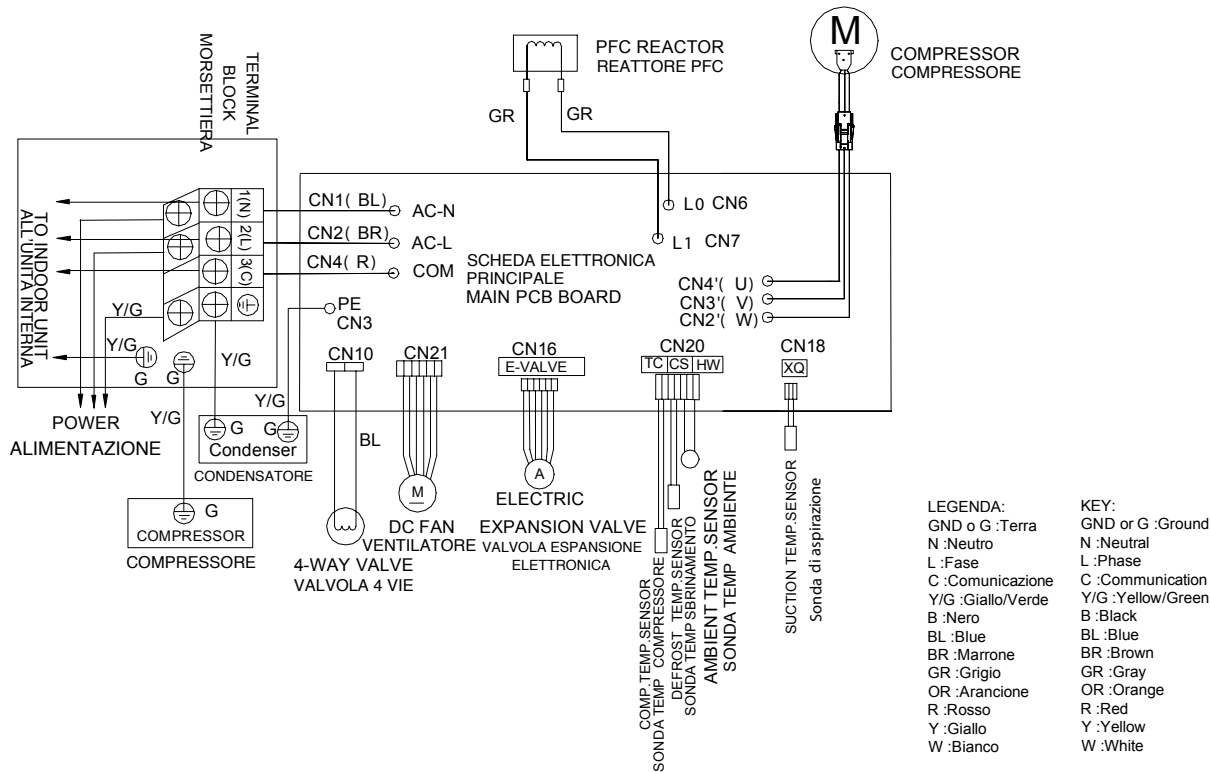 PFC REACTOR
REATTORE PFC
GR
GR
M
COMPRESSOR
COMPRESSORE
TERMINAL
BLOCK
MORSETTIERA
1(N)
2(L)
3(C)
TO INDOOR UNIT
ALL'UNITA INTERNA
Y/G
Y/G
Y/G
G
G
Y/G
POWER
ALIMENTAZIONE
CN1( BL)
AC-N
CN2( BR)
AC-L
CN4( R)
COM
PE
CN3
SCHEDA ELETTRONICA
PRINCIPALE
MAIN PCB BOARD
L0 CN6
L1 CN7
CN4'( U)
CN3'( V)
CN2'( W)
CN10
CN21
CN16
E-VALVE
CN20
TC CS HW
CN18
XQ
Y/G
G
G
Condenser
CONDENSATORE
G
COMPRESSOR
COMPRESSORE
BL
4-WAY VALVE
VALVOLA 4 VIE
M
DC FAN
VENTILATORE
A
ELECTRIC
EXPANSION VALVE
VALVOLA ESPANSIONE
ELETTRONICA
COMP.TEMP.SENSOR
SONDA TEMP COMPRESSORE
DEFROST TEMP.SENSOR
SONDA TEMP SBRINAMENTO
AMBIENT TEMP.SENSOR
SONDA TEMP AMBIENTE
SUCTION TEMP.SENSOR
Sonda di aspirazione
LEGENDA:
GND o G :Terra
N :Neutro
L :Fase
C :Comunicazione
Y/G :Giallo/Verde
B :Nero
BL :Blue
BR :Marrone
GR :Grigio
OR :Arancione
R :Rosso
Y :Giallo
W :Bianco
KEY:
GND or G :Ground
N :Neutral
L :Phase
C :Communication
Y/G :Yellow/Green
B :Black
BL :Blue
BR :Brown
GR :Gray
OR :Orange
R :Red
Y :Yellow
W :White